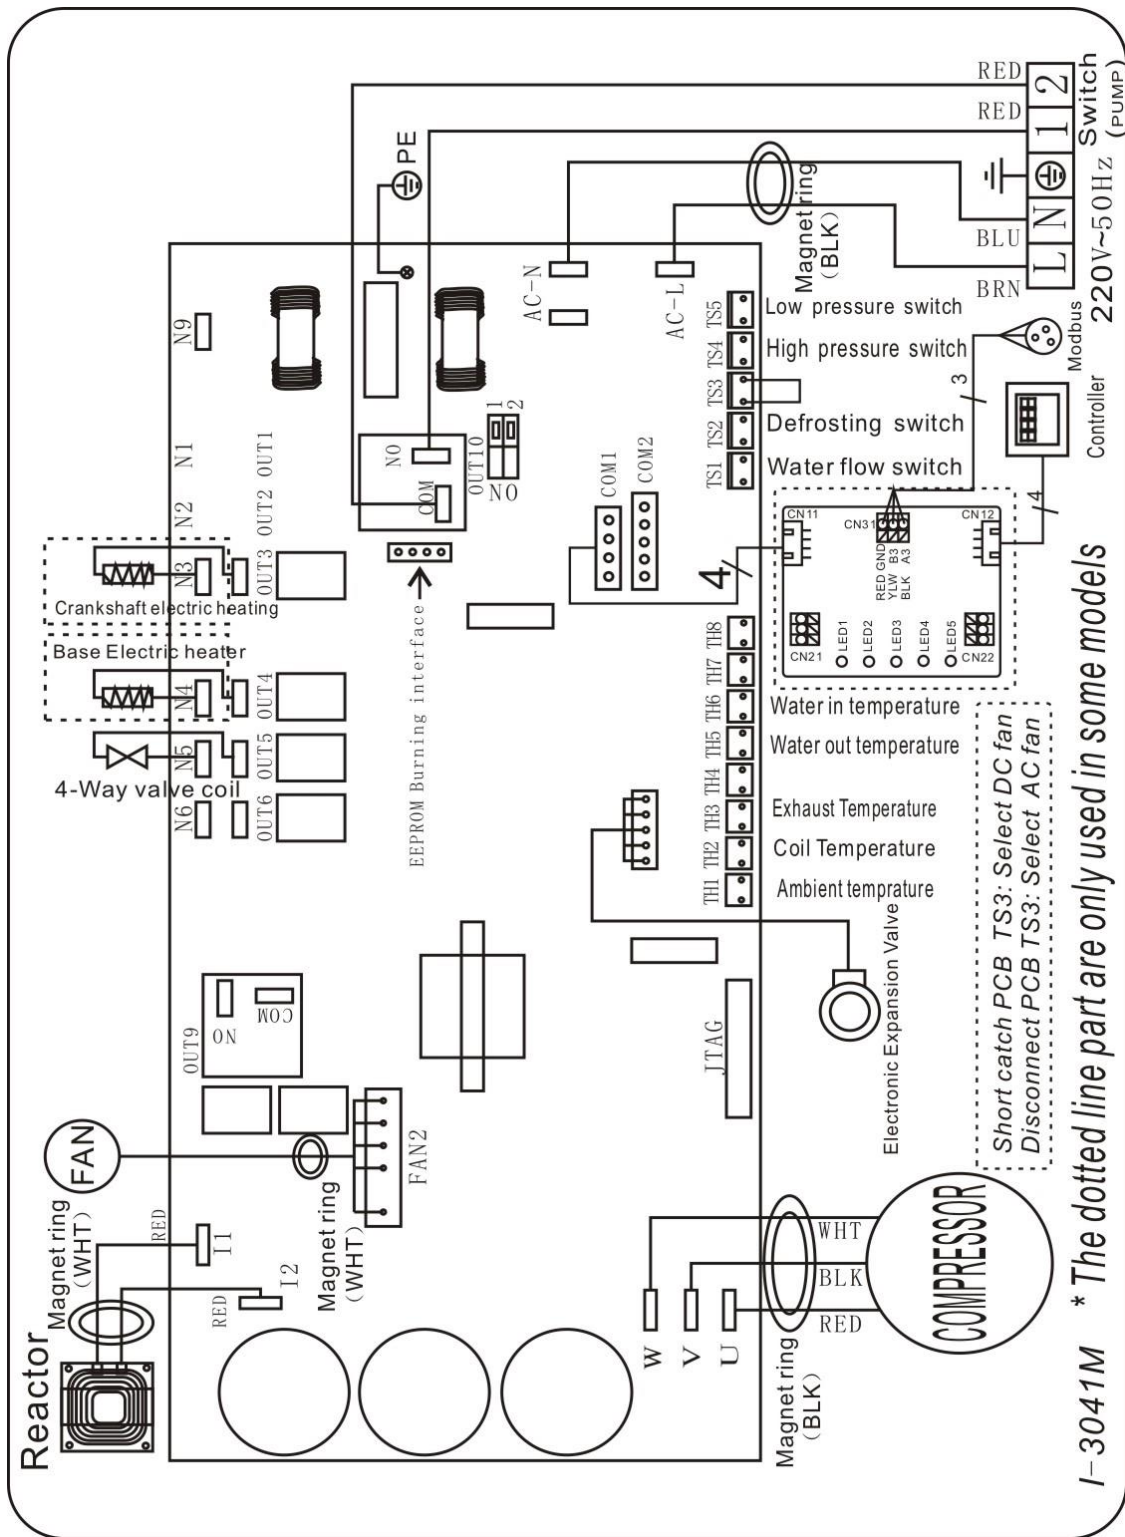 Reactor
Magnet ring
(WHT)
RED
I1
RED
I2
FAN
Magnet ring
(WHT)
FAN2
OUT9
NO
COM
4-Way valve coil
N6
OUT6
N5
OUT5
Base Electric heater
N4
OUT4
Crankshaft electric heating
N3
OUT3
N2
OUT2
N1
OUT1
N9
EEPROM Burning interface
COM
NO
OUT10
NO
1
2
PE
AC-N
AC-L
COM1
COM2
W
V
U
Magnet ring
(BLK)
WHT
BLK
RED
COMPRESSOR
JTAG
Electronic Expansion Valve
TH1
TH2
TH3
TH4
TH5
TH6
TH7
TH8
Ambient temprature
Coil Temperature
Exhaust Temperature
Water out temperature
Water in temperature
TS1
TS2
TS3
TS4
TS5
Water flow switch
Defrosting switch
High pressure switch
Low pressure switch
4
CN11
CN31
CN12
RED GND
YLW B3
BLK A3
CN21
LED1
LED2
LED3
LED4
LED5
CN22
3
4
Modbus
Controller
Magnet ring
(BLK)
BRN
BLU
RED
RED
L
N
1
2
220V~50Hz
Switch
(PUMP)
Short catch PCB TS3: Select DC fan
Disconnect PCB TS3: Select AC fan
I-3041M
* The dotted line part are only used in some models